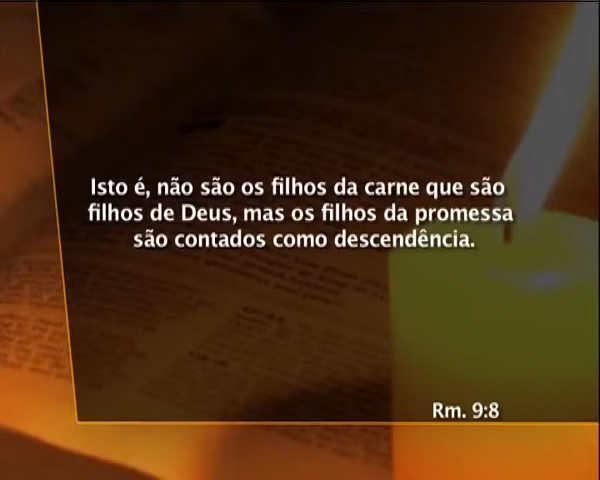 Isto é, não são os filhos da carne que são
filhos de Deus, mas os filhos da promessa
são contados como descendência.
Rm. 9:8